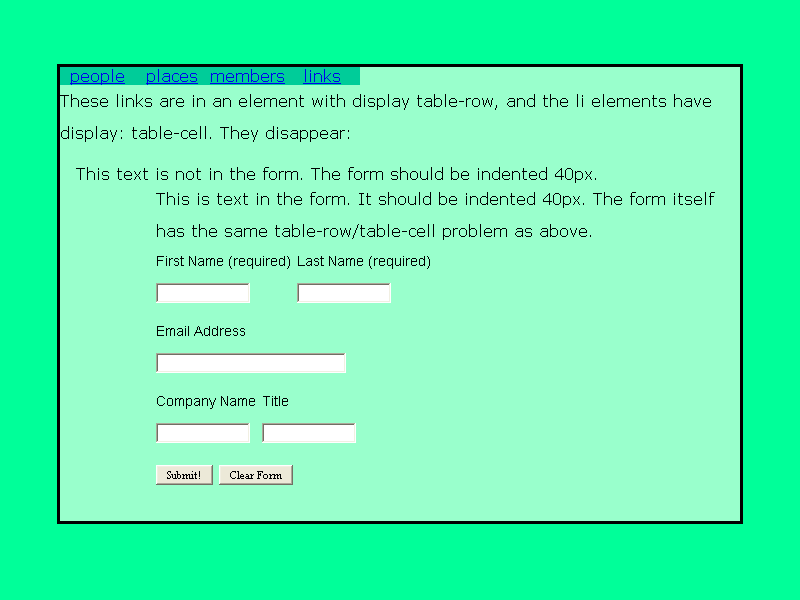 people places members links
These links are in an element with display table-row, and the li elements have
display: table-cell. They disappear:
This text is not in the form. The form should be indented 40px.
This is text in the form. It should be indented 40px. The form itself
has the same table-row/table-cell problem as above.
First Name (required) Last Name (required)
Email Address
Company Name Title
Submit! Clear Form